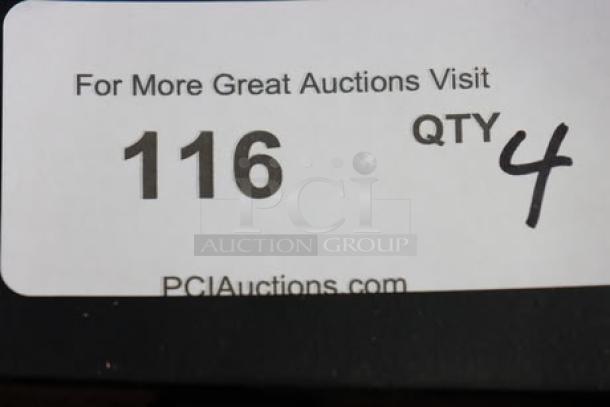 For More Great Auctions Visit
116 QTY 4
PCI
AUCTION GROUP
PCIAuctions.com